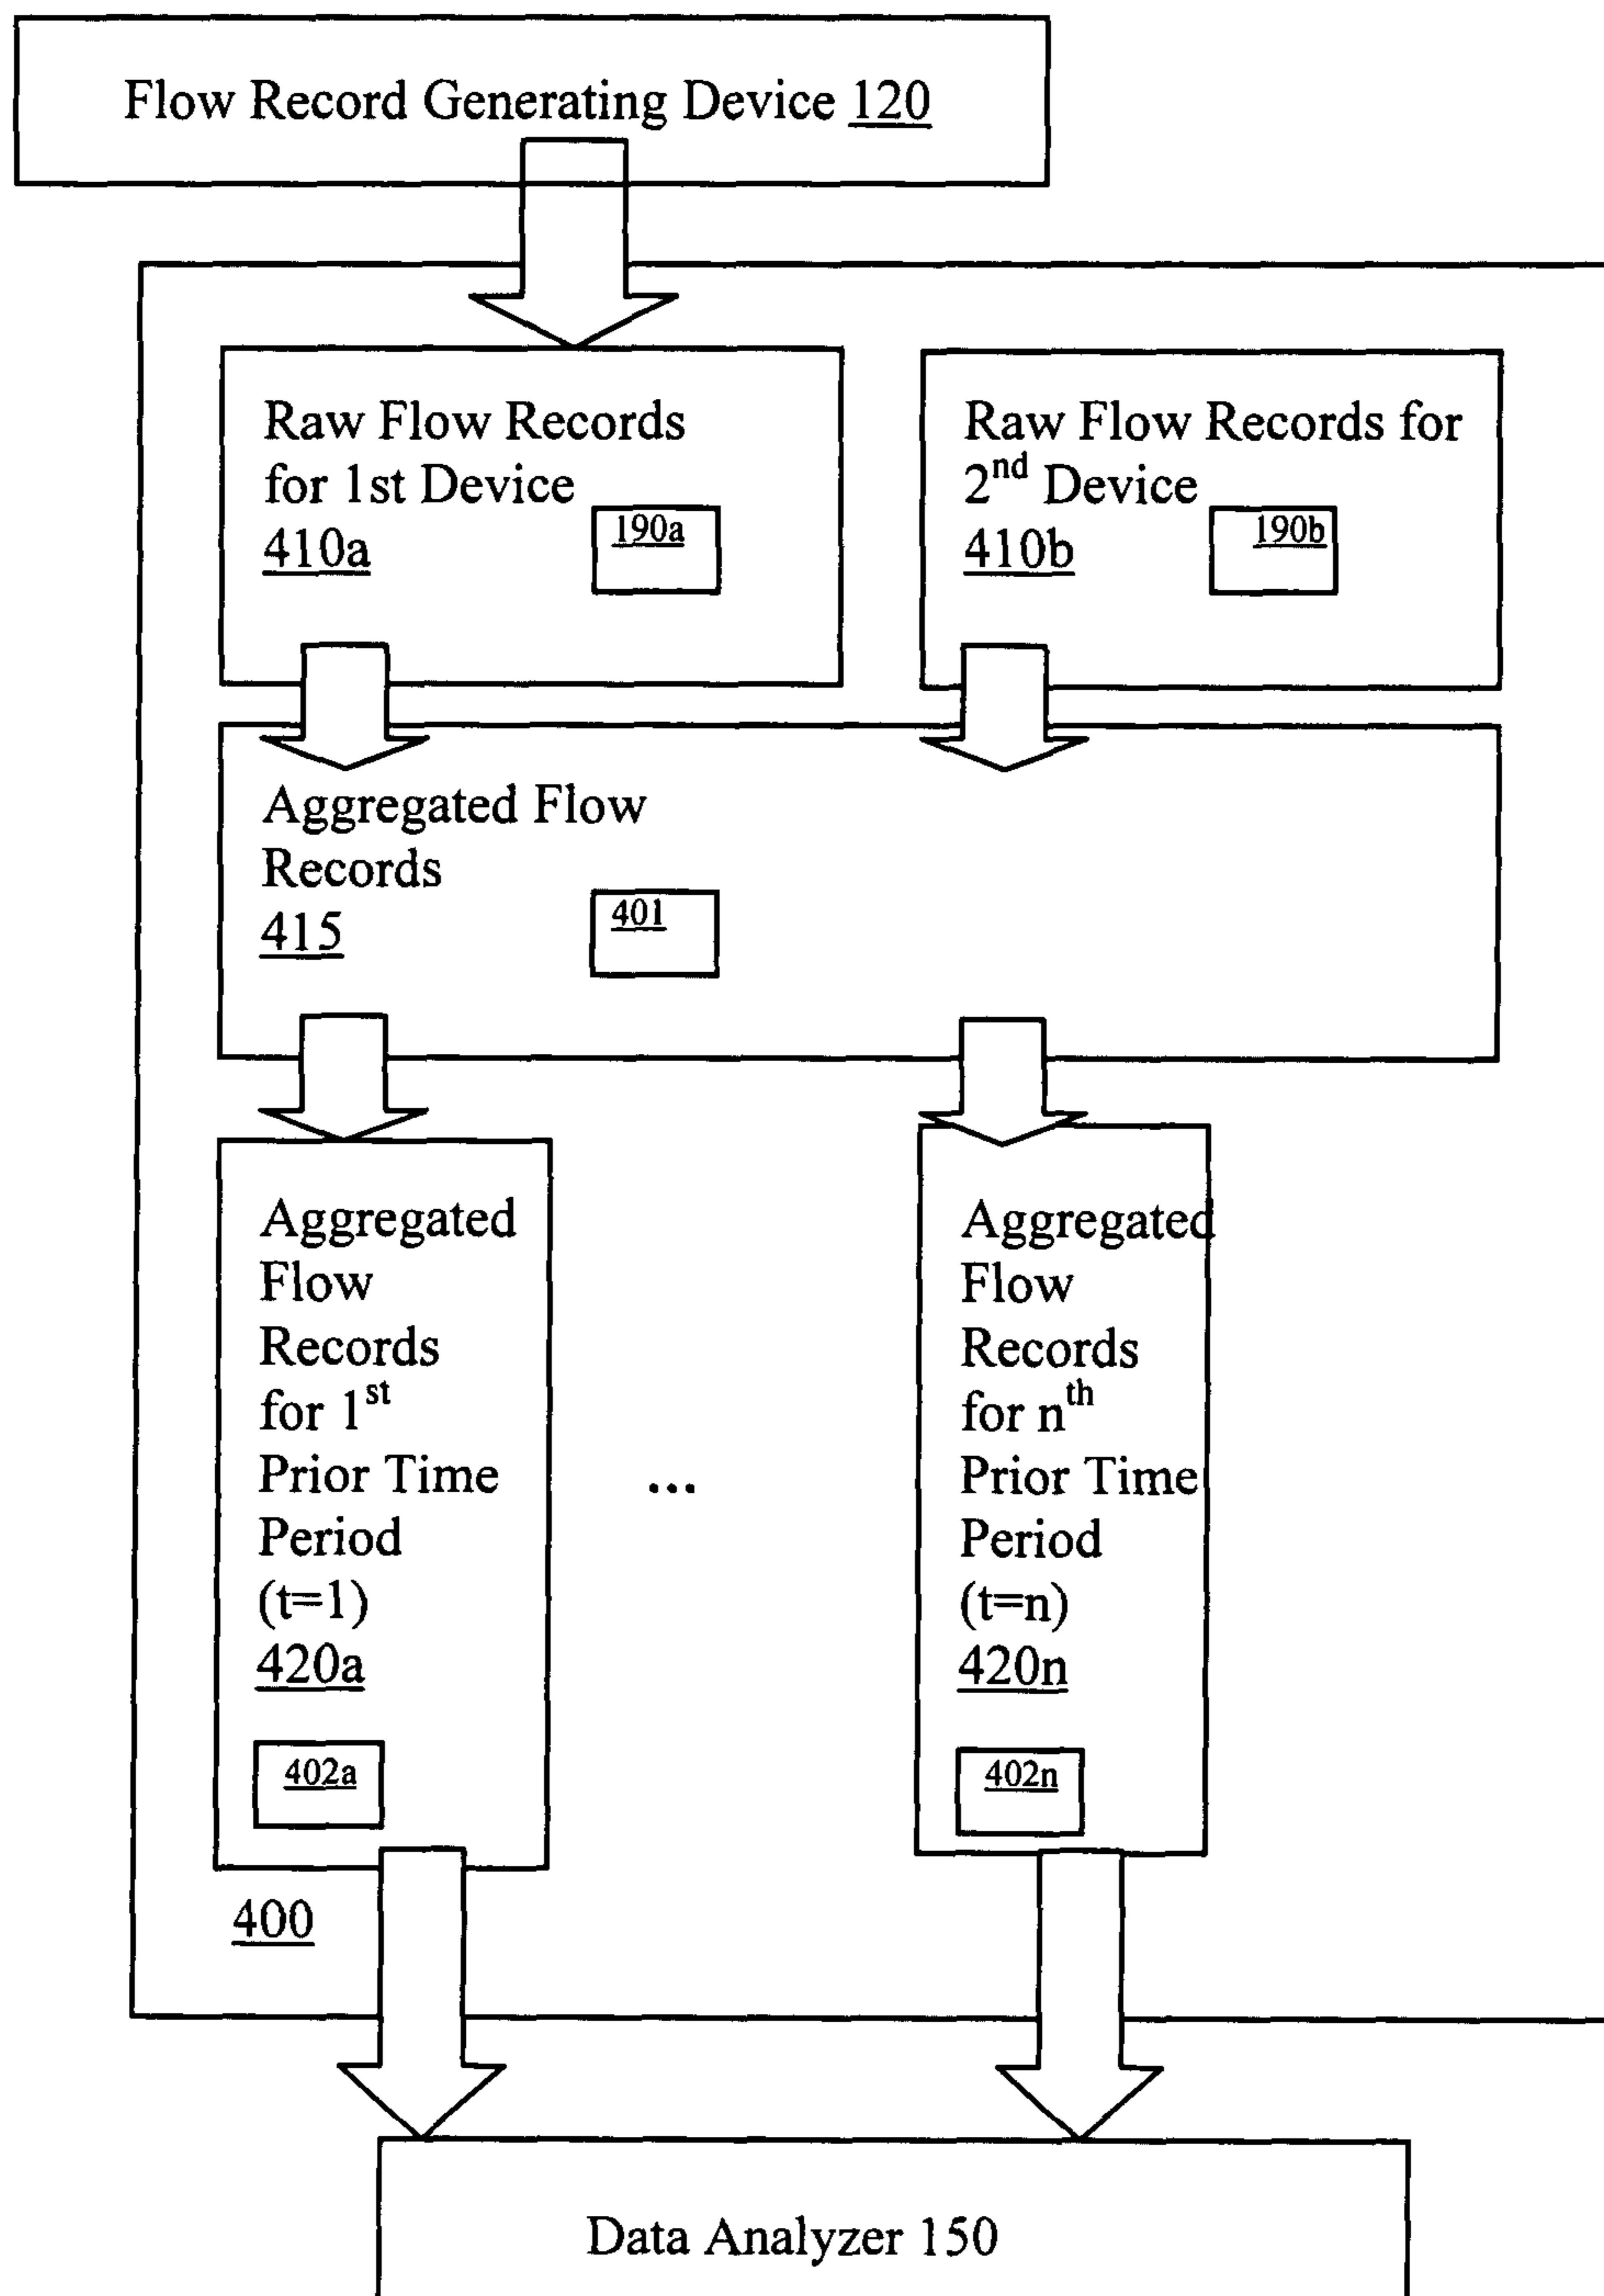 Flow Record Generating Device 120
Raw Flow Records
for 1st Device
410a
190a
Raw Flow Records for
2nd Device
410b
190b
Aggregated Flow
Records
415
401
Aggregated
Flow
Records
for 1st
Prior Time
Period
(t=1)
420a
402a
...
Aggregated
Flow
Records
for nth
Prior Time
Period
(t=n)
420n
402n
400
Data Analyzer 150